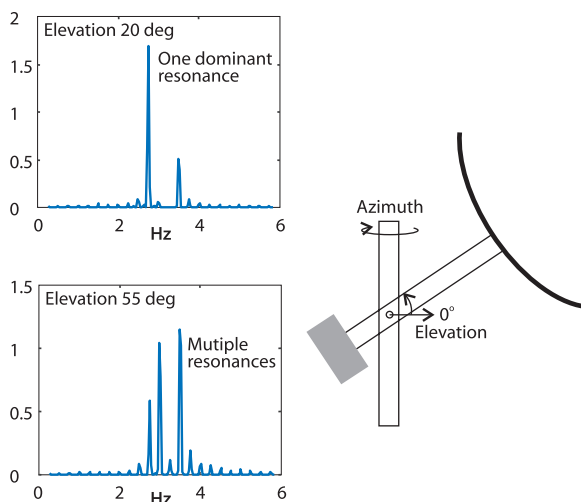 Elevation 20 deg
One dominant
resonance
2
1.5
1
0.5
0
0
2
4
6
Hz
Elevation 55 deg
Mutiple
resonances
1.5
1
0.5
0
0
2
4
6
Hz
Azimuth
0°
Elevation